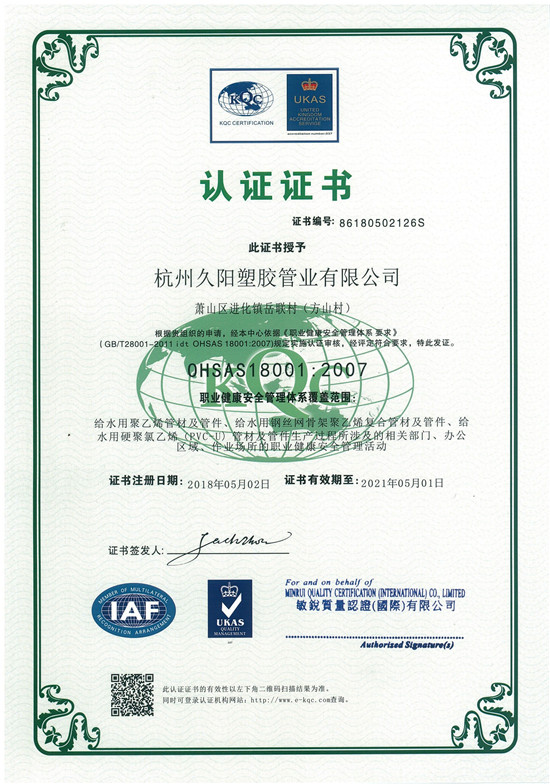 KQC
KQC CERTIFICATION
UKAS
UNITED
KINGDOM
ACCREDITATION
SERVICE
认证证书
证书编号: 86180502126S
此证书授予
杭州久阳塑胶管业有限公司
萧山区进化镇岳联村（方山村）
根据贵组织的申请，经本中心依据《职业健康安全管理体系 要求》
（GB/T28001-2011 idt OHSAS 18001:2007)规定实施认证审核，经评定符合要求，特此发证。
OHSAS18001:2007
职业健康安全管理体系覆盖范围:
给水用聚乙烯管材及管件、给水用钢丝网骨架聚乙烯复合管材及管件、给
水用硬聚氯乙烯 (PVC-U) 管材及管件生产过程所涉及的相关部门、办公
区域、作业场所的职业健康安全管理活动
证书注册日期: 2018年05月02日 证书有效期至: 2021年05月01日
证书签发人:
MEMBER OF MULTILATERAL
IAF
RECOGNITION ARRANGEMENT
UKAS
QUALITY
MANAGEMENT
For and on behalf of
MINRUI QUALITY CERTIFICATION (INTERNATIONAL) CO., LIMITED
敏銳質量認證(國際)有限公司
Authorized Signature(s)
此认证证书的有效性以左下角二维码扫描结果为准。
同时可登录认证机构网站: http://www.e-kqc.com查询。